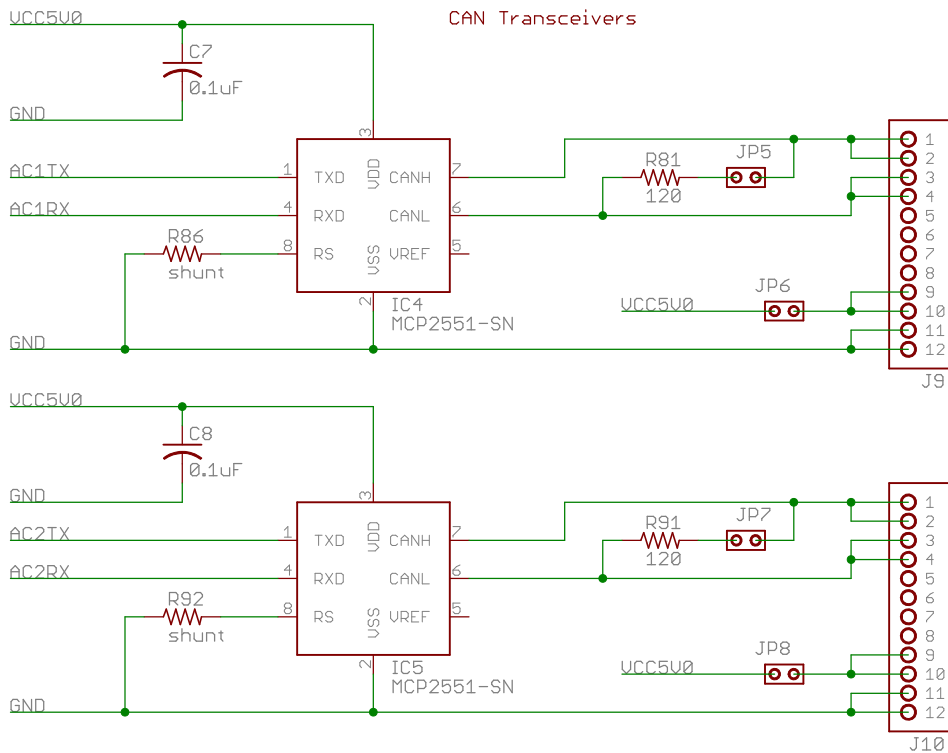 CAN Transceivers
VCC5V0
C7
0.1uF
GND
AC1TX
AC1RX
R86
shunt
GND
3
1 TXD VDD CANH 7
4 RXD CANL 6
8 RS VSS VREF 5
2
IC4
MCP2551-SN
R81
120
JP5
VCC5V0
JP6
1
2
3
4
5
6
7
8
9
10
11
12
J9
VCC5V0
C8
0.1uF
GND
AC2TX
AC2RX
R92
shunt
GND
3
1 TXD VDD CANH 7
4 RXD CANL 6
8 RS VSS VREF 5
2
IC5
MCP2551-SN
R91
120
JP7
VCC5V0
JP8
1
2
3
4
5
6
7
8
9
10
11
12
J10